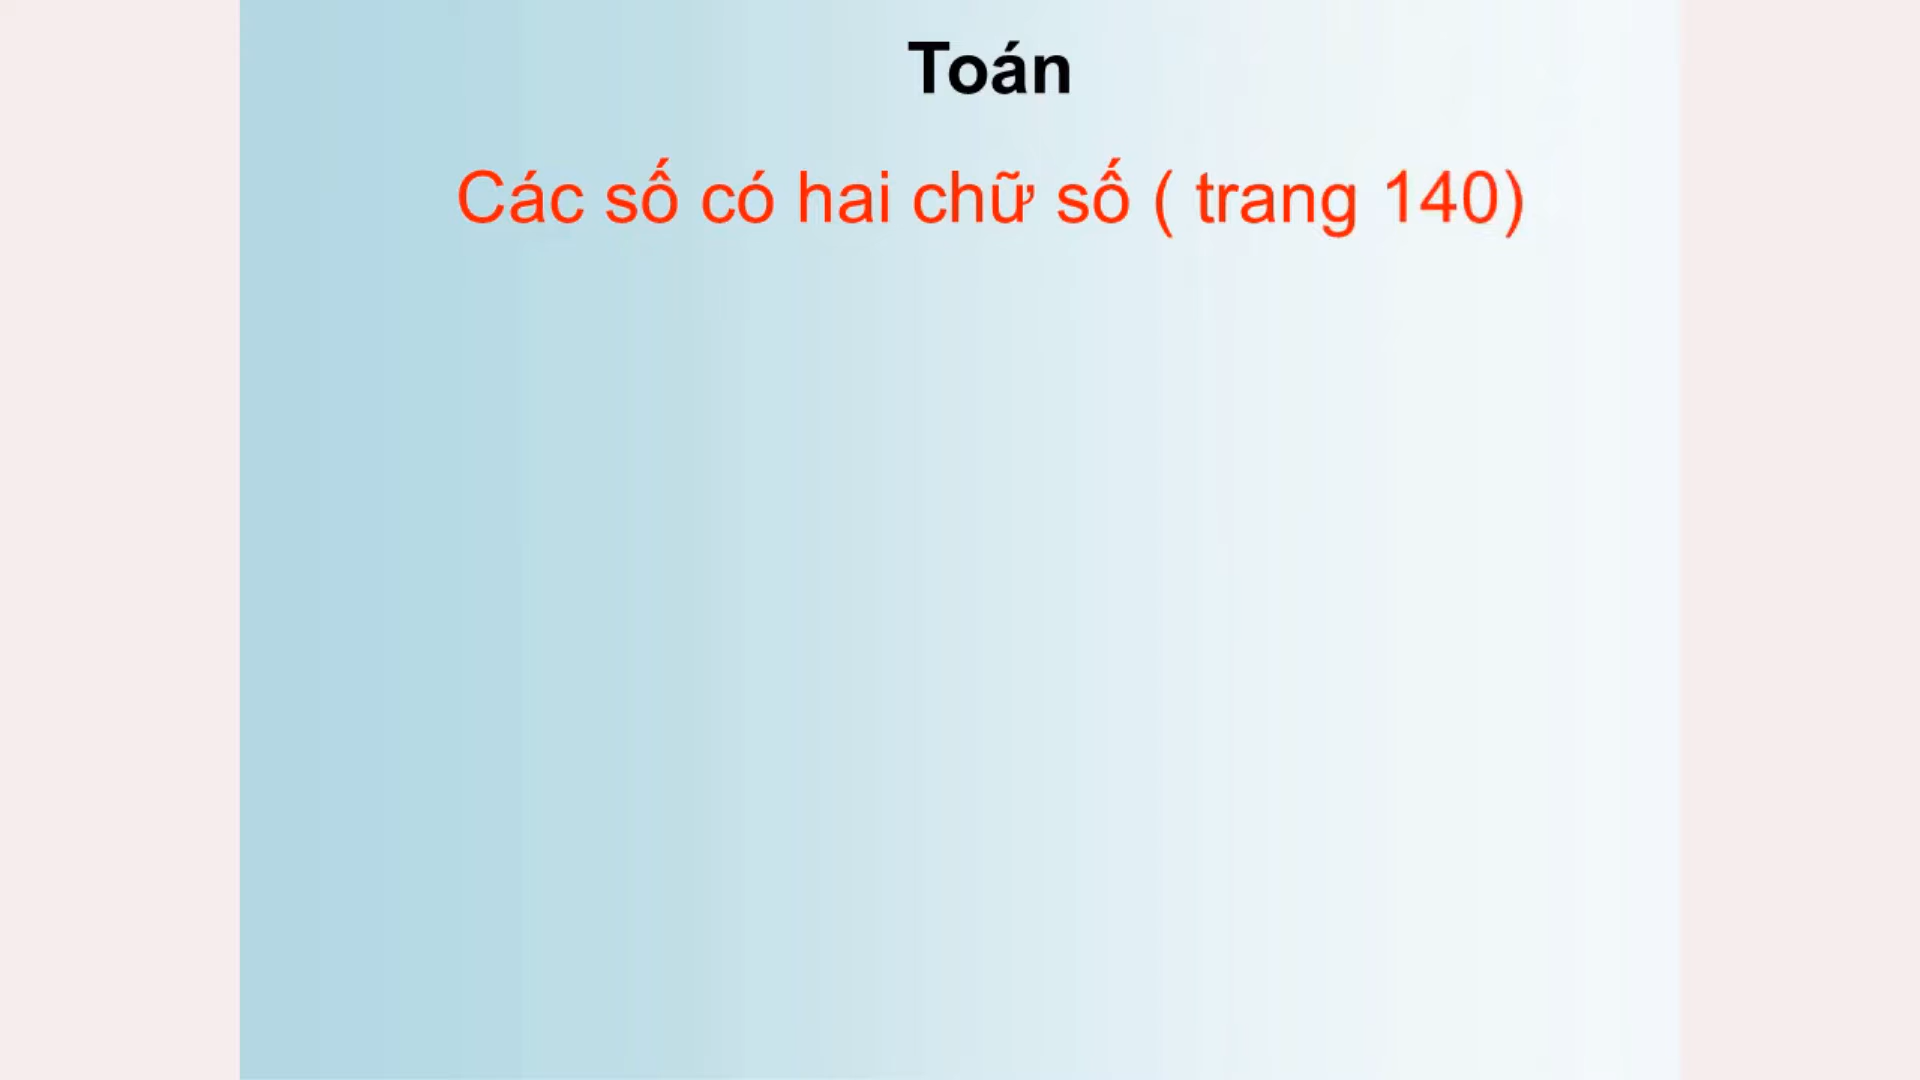 Toán
Các số có hai chữ số ( trang 140)